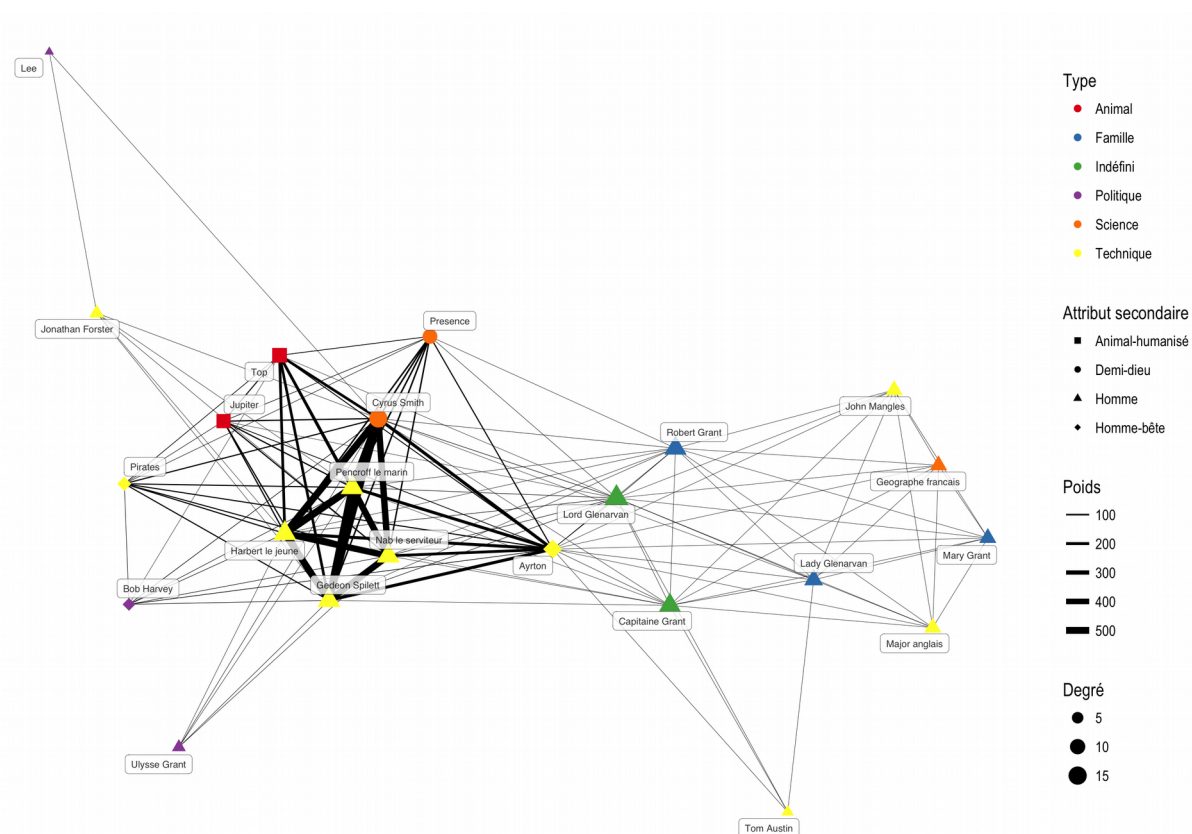 Lee
Jonathan Forster
Presence
Top
Jupiter
Cyrus Smith
Pirates
Pencroff le marin
Harbert le jeune
Nab le serviteur
Bob Harvey
Gedeon Spilett
Ayrton
Ulysse Grant
Robert Grant
Lord Glenarvan
Capitaine Grant
John Mangles
Geographe francais
Mary Grant
Lady Glenarvan
Major anglais
Tom Austin
Type
Animal
Famille
Indéfini
Politique
Science
Technique
Attribut secondaire
Animal-humanisé
Demi-dieu
Homme
Homme-bête
Poids
100
200
300
400
500
Degré
5
10
15